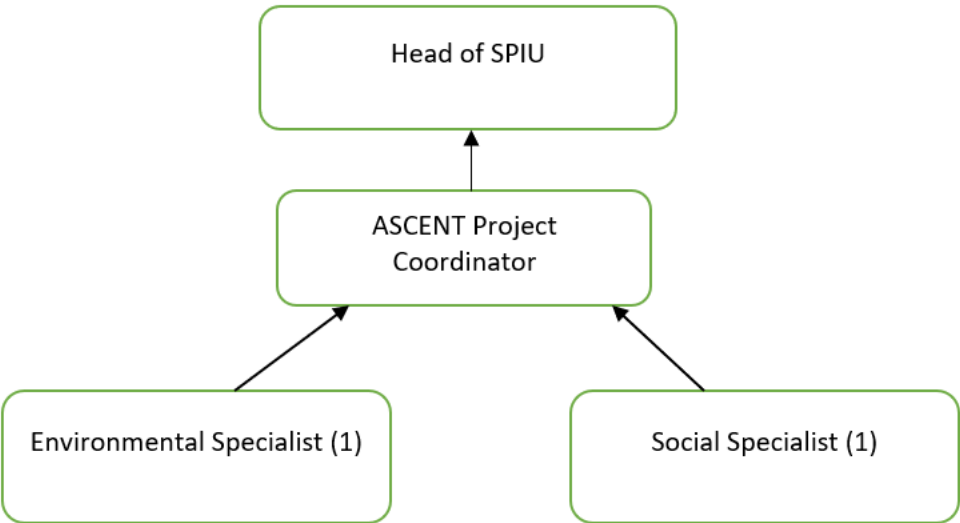 Head of SPIU
ASCENT Project
Coordinator
Environmental Specialist (1)
Social Specialist (1)